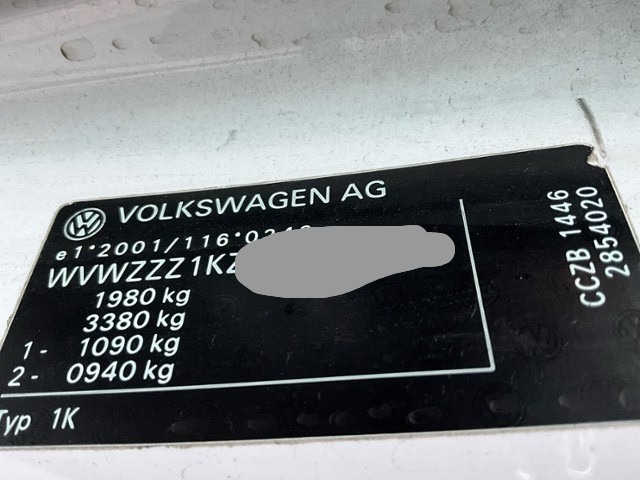 VOLKSWAGEN AG
e1*2001/116*
WVWZZZ1KZ
1980 kg
3380 kg
1 - 1090 kg
2 - 0940 kg
Typ 1K
CCZB 1446
2854020